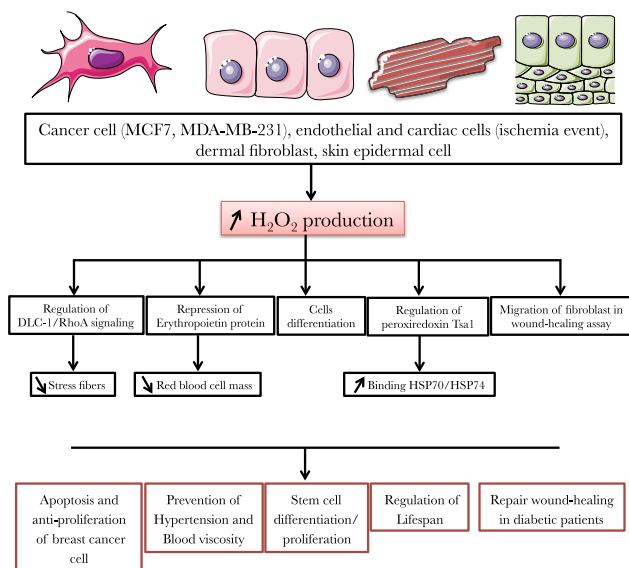 Cancer cell (MCF7, MDA-MB-231), endothelial and cardiac cells (ischemia event),
dermal fibroblast, skin epidermal cell
↗ H₂O₂ production
Regulation of
DLC-1/RhoA signaling
Repression of
Erythropoietin protein
Cells
differentiation
Regulation of
peroxiredoxin Tsa1
Migration of fibroblast in
wound-healing assay
↘ Stress fibers
↘ Red blood cell mass
↗ Binding HSP70/HSP74
Apoptosis and
anti-proliferation
of breast cancer
cell
Prevention of
Hypertension and
Blood viscosity
Stem cell
differentiation/
proliferation
Regulation of
Lifespan
Repair wound-healing
in diabetic patients